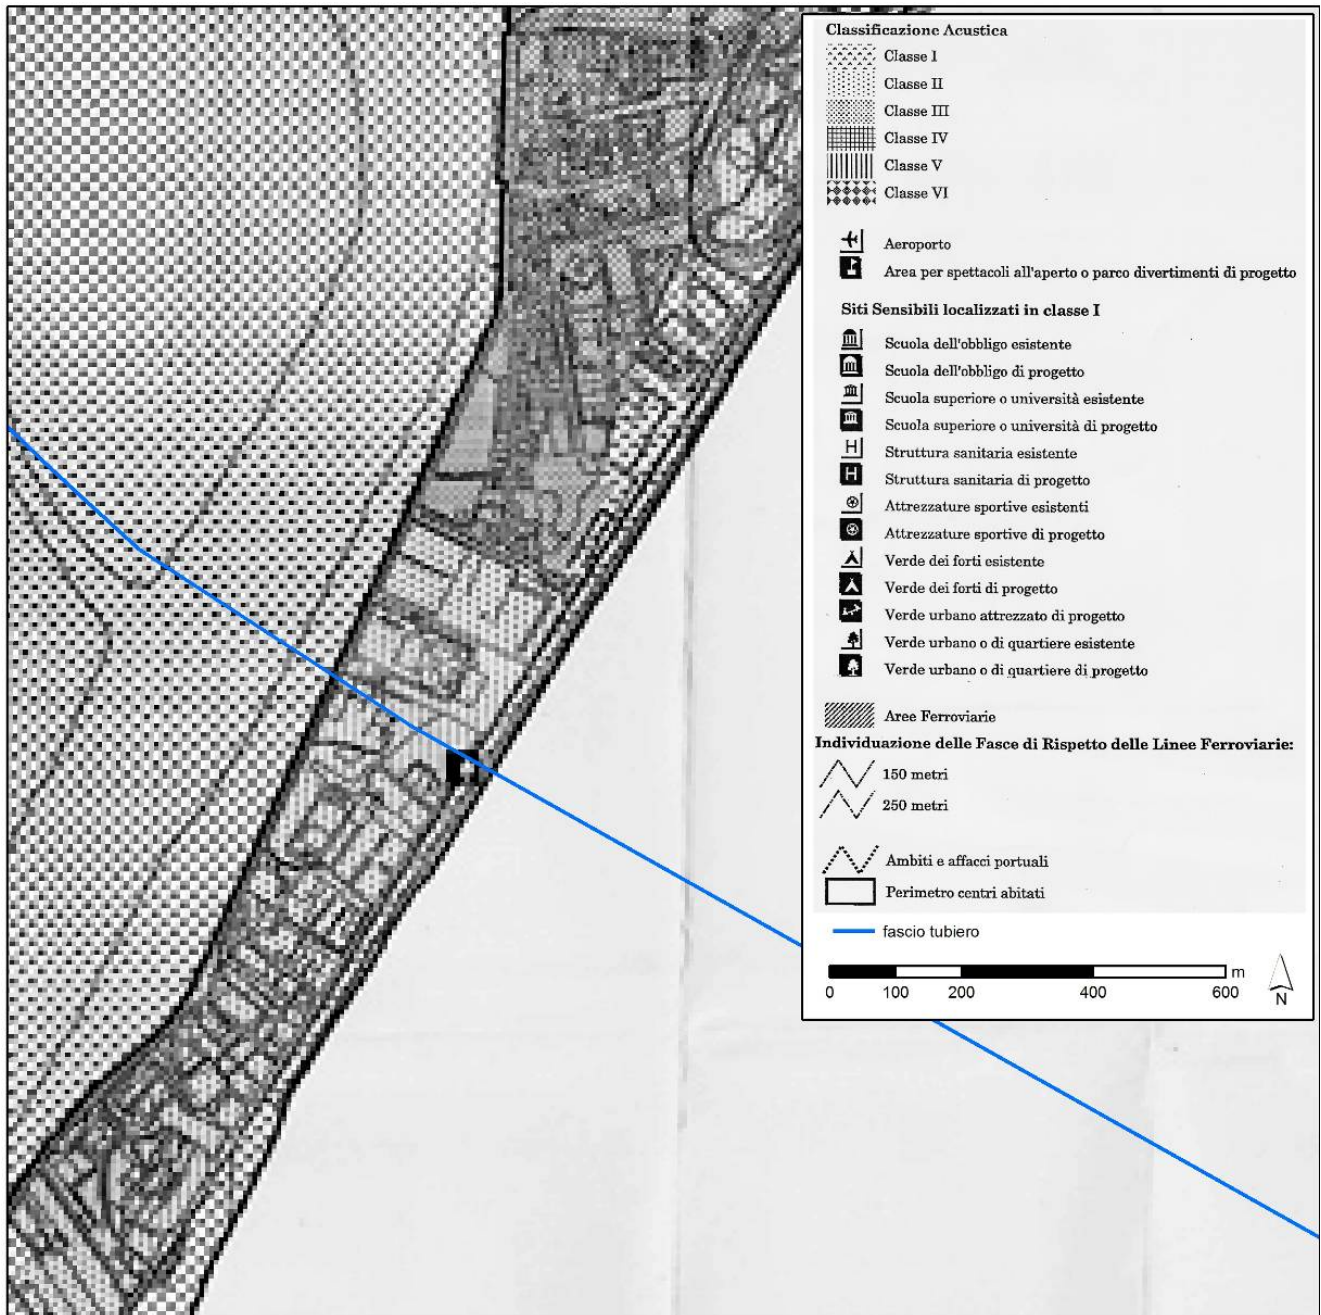 Classificazione Acustica
Classe I
Classe II
Classe III
Classe IV
Classe V
Classe VI
Aeroporto
Area per spettacoli all'aperto o parco divertimenti di progetto
Siti Sensibili localizzati in classe I
Scuola dell'obbligo esistente
Scuola dell'obbligo di progetto
Scuola superiore o università esistente
Scuola superiore o università di progetto
H Struttura sanitaria esistente
H Struttura sanitaria di progetto
Attrezzature sportive esistenti
Attrezzature sportive di progetto
Verde dei forti esistente
Verde dei forti di progetto
Verde urbano attrezzato di progetto
Verde urbano o di quartiere esistente
Verde urbano o di quartiere di progetto
Aree Ferroviarie
Individuazione delle Fasce di Rispetto delle Linee Ferroviarie:
150 metri
250 metri
Ambiti e affacci portuali
Perimetro centri abitati
fascio tubiero
m
0 100 200 400 600
N